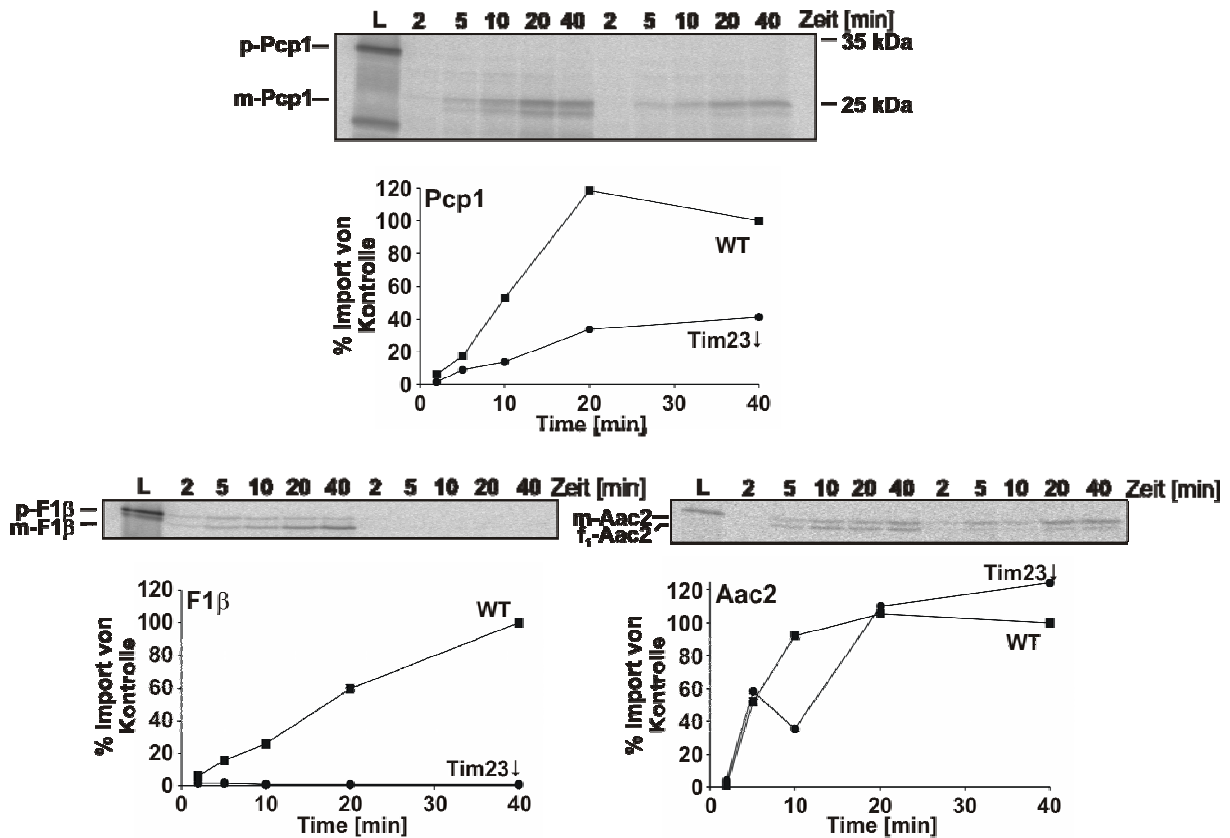 L 2 5 10 20 40 2 5 10 20 40 Zeit [min]
p-Pcp1
35 kDa
m-Pcp1
25 kDa
Pcp1
% Import von
Kontrolle
120
100
80
60
40
20
0
WT
Tim23↓
0 10 20 30 40
Time [min]
L 2 5 10 20 40 2 5 10 20 40 Zeit [min]
p-F1β
m-F1β
F1β
% Import von
Kontrolle
120
100
80
60
40
20
0
WT
Tim23↓
0 10 20 30 40
Time [min]
L 2 5 10 20 40 2 5 10 20 40 Zeit [min]
m-Aac2
f₁-Aac2
Aac2
% Import von
Kontrolle
120
100
80
60
40
20
0
Tim23↓
WT
0 10 20 30 40
Time [min]